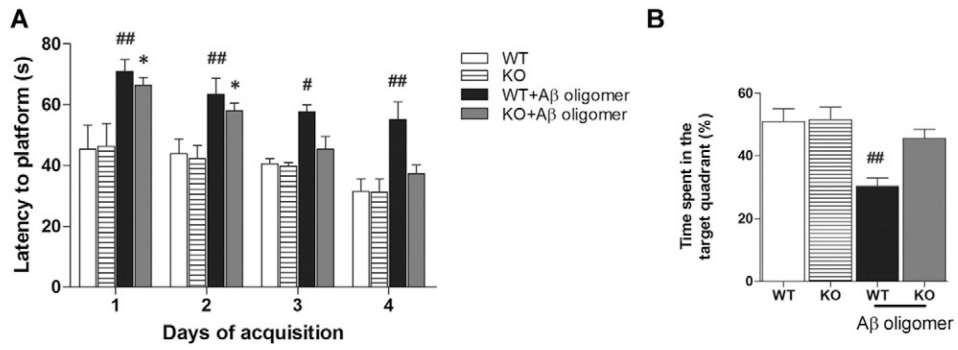 A
Latency to platform (s)
80
60
40
20
0
##
*
##
*
#
##
1
2
3
4
Days of acquisition
WT
KO
WT+Aβ oligomer
KO+Aβ oligomer
B
Time spent in the
target quadrant (%)
60
40
20
0
##
WT
KO
WT
KO
Aβ oligomer